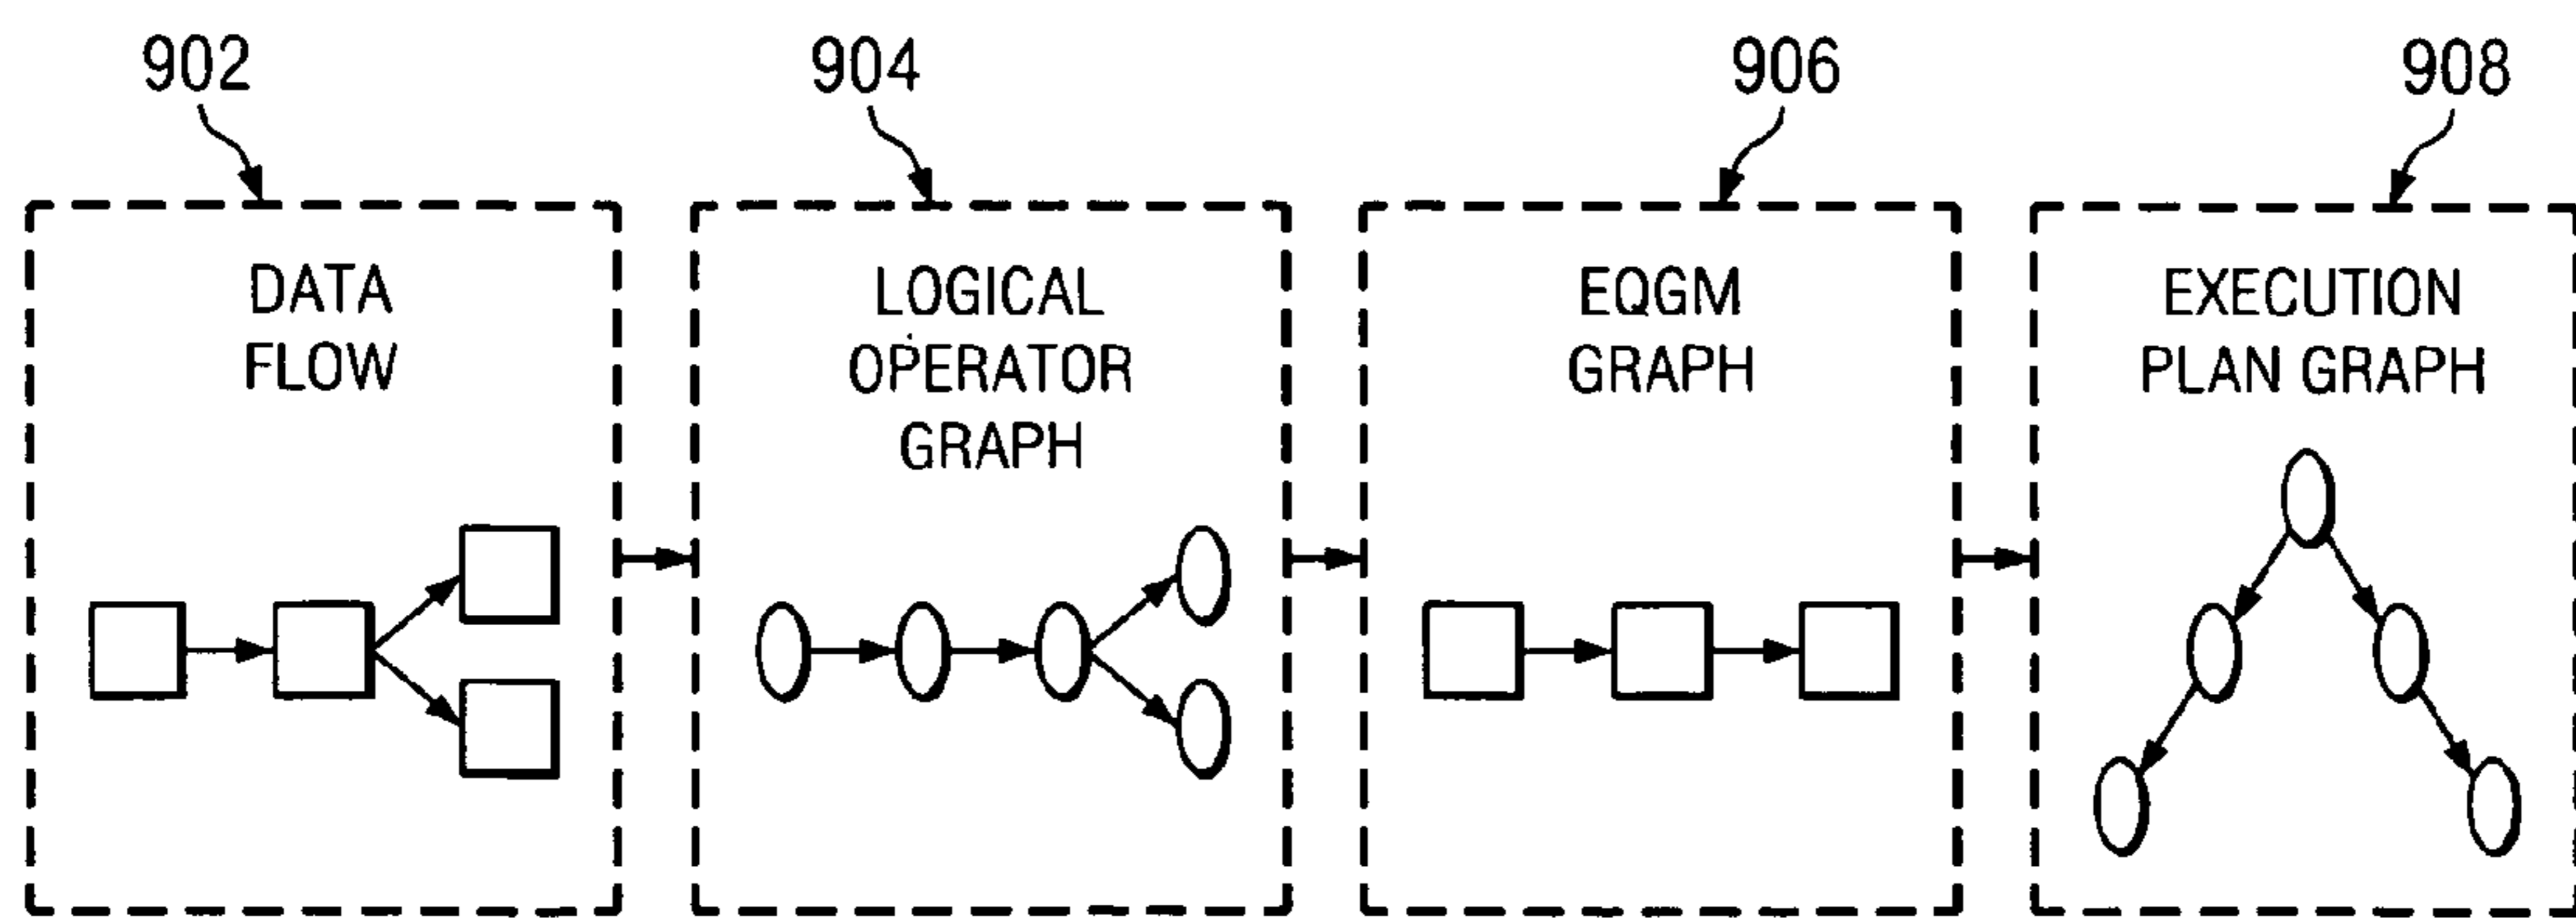 902
904
906
908
DATA
FLOW
LOGICAL
OPERATOR
GRAPH
EQGM
GRAPH
EXECUTION
PLAN GRAPH